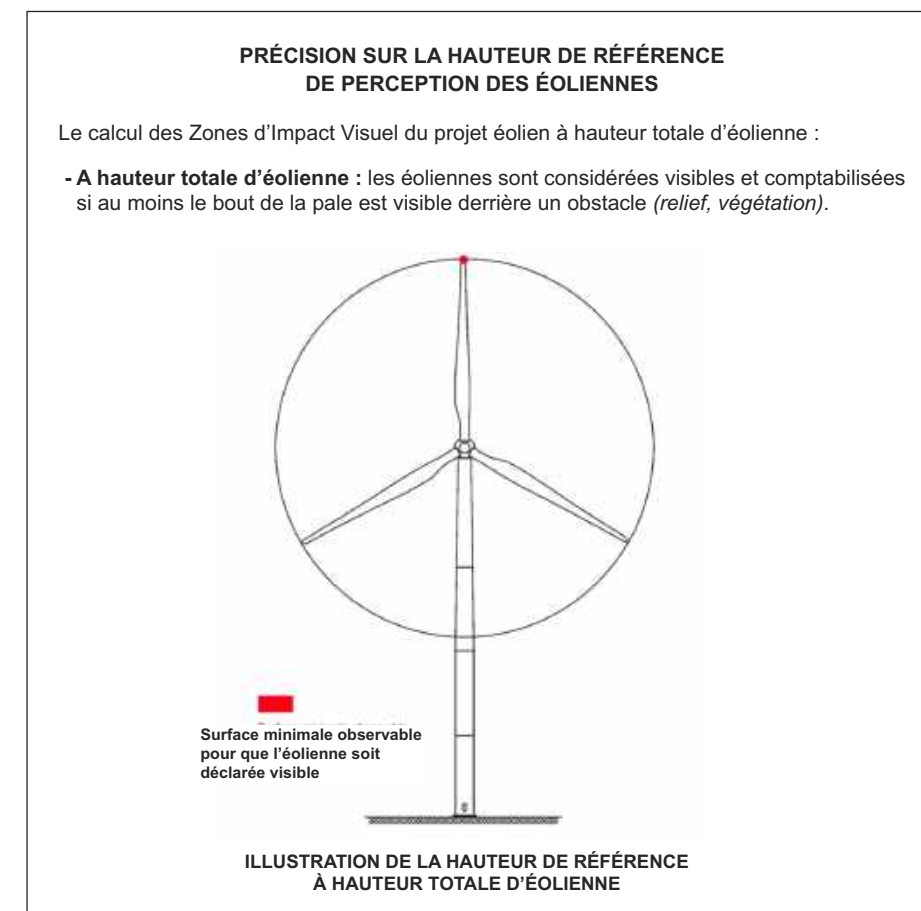 PRÉCISION SUR LA HAUTEUR DE RÉFÉRENCE
DE PERCEPTION DES ÉOLIENNES
Le calcul des Zones d’Impact Visuel du projet éolien à hauteur totale d’éolienne :
- A hauteur totale d’éolienne : les éoliennes sont considérées visibles et comptabilisées
si au moins le bout de la pale est visible derrière un obstacle (relief, végétation).
Surface minimale observable
pour que l’éolienne soit
déclarée visible
ILLUSTRATION DE LA HAUTEUR DE RÉFÉRENCE
À HAUTEUR TOTALE D’ÉOLIENNE